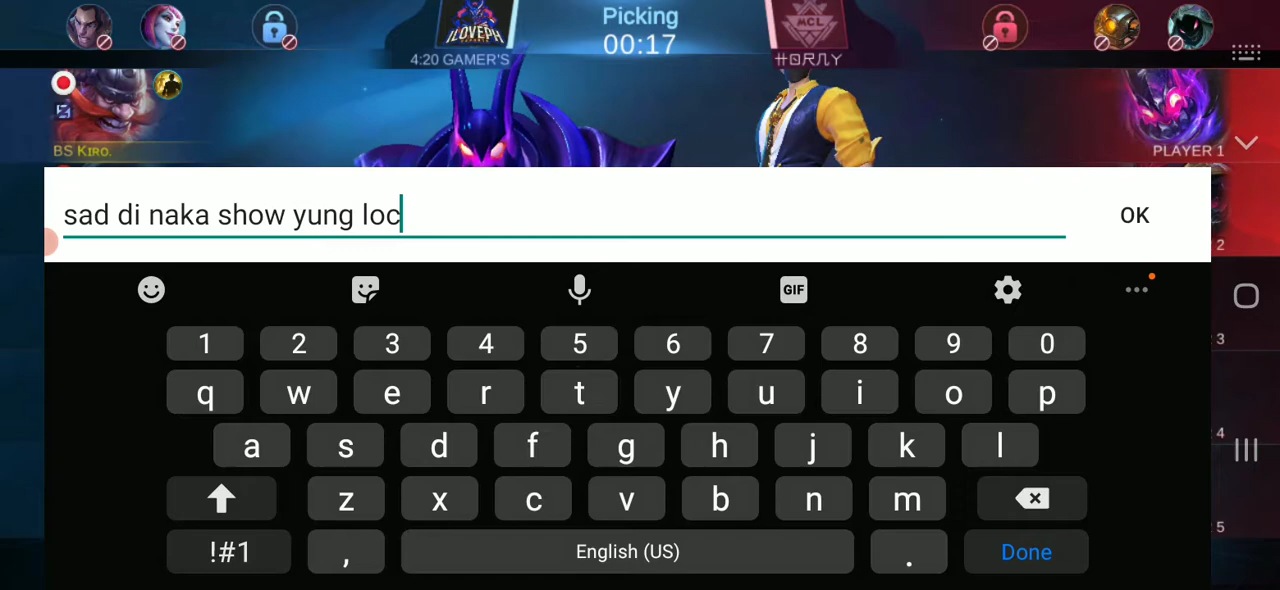 Picking
00:17
ILOVEPH
MCL
4:20 GAMER'S
BS KIRO.
PLAYER 1
sad di naka show yung loc
OK
2
GIF
1 2 3 4 5 6 7 8 9 0
3
q w e r t y u i o p
a s d f g h j k l
4
z x c v b n m
5
!#1 , English (US) . Done